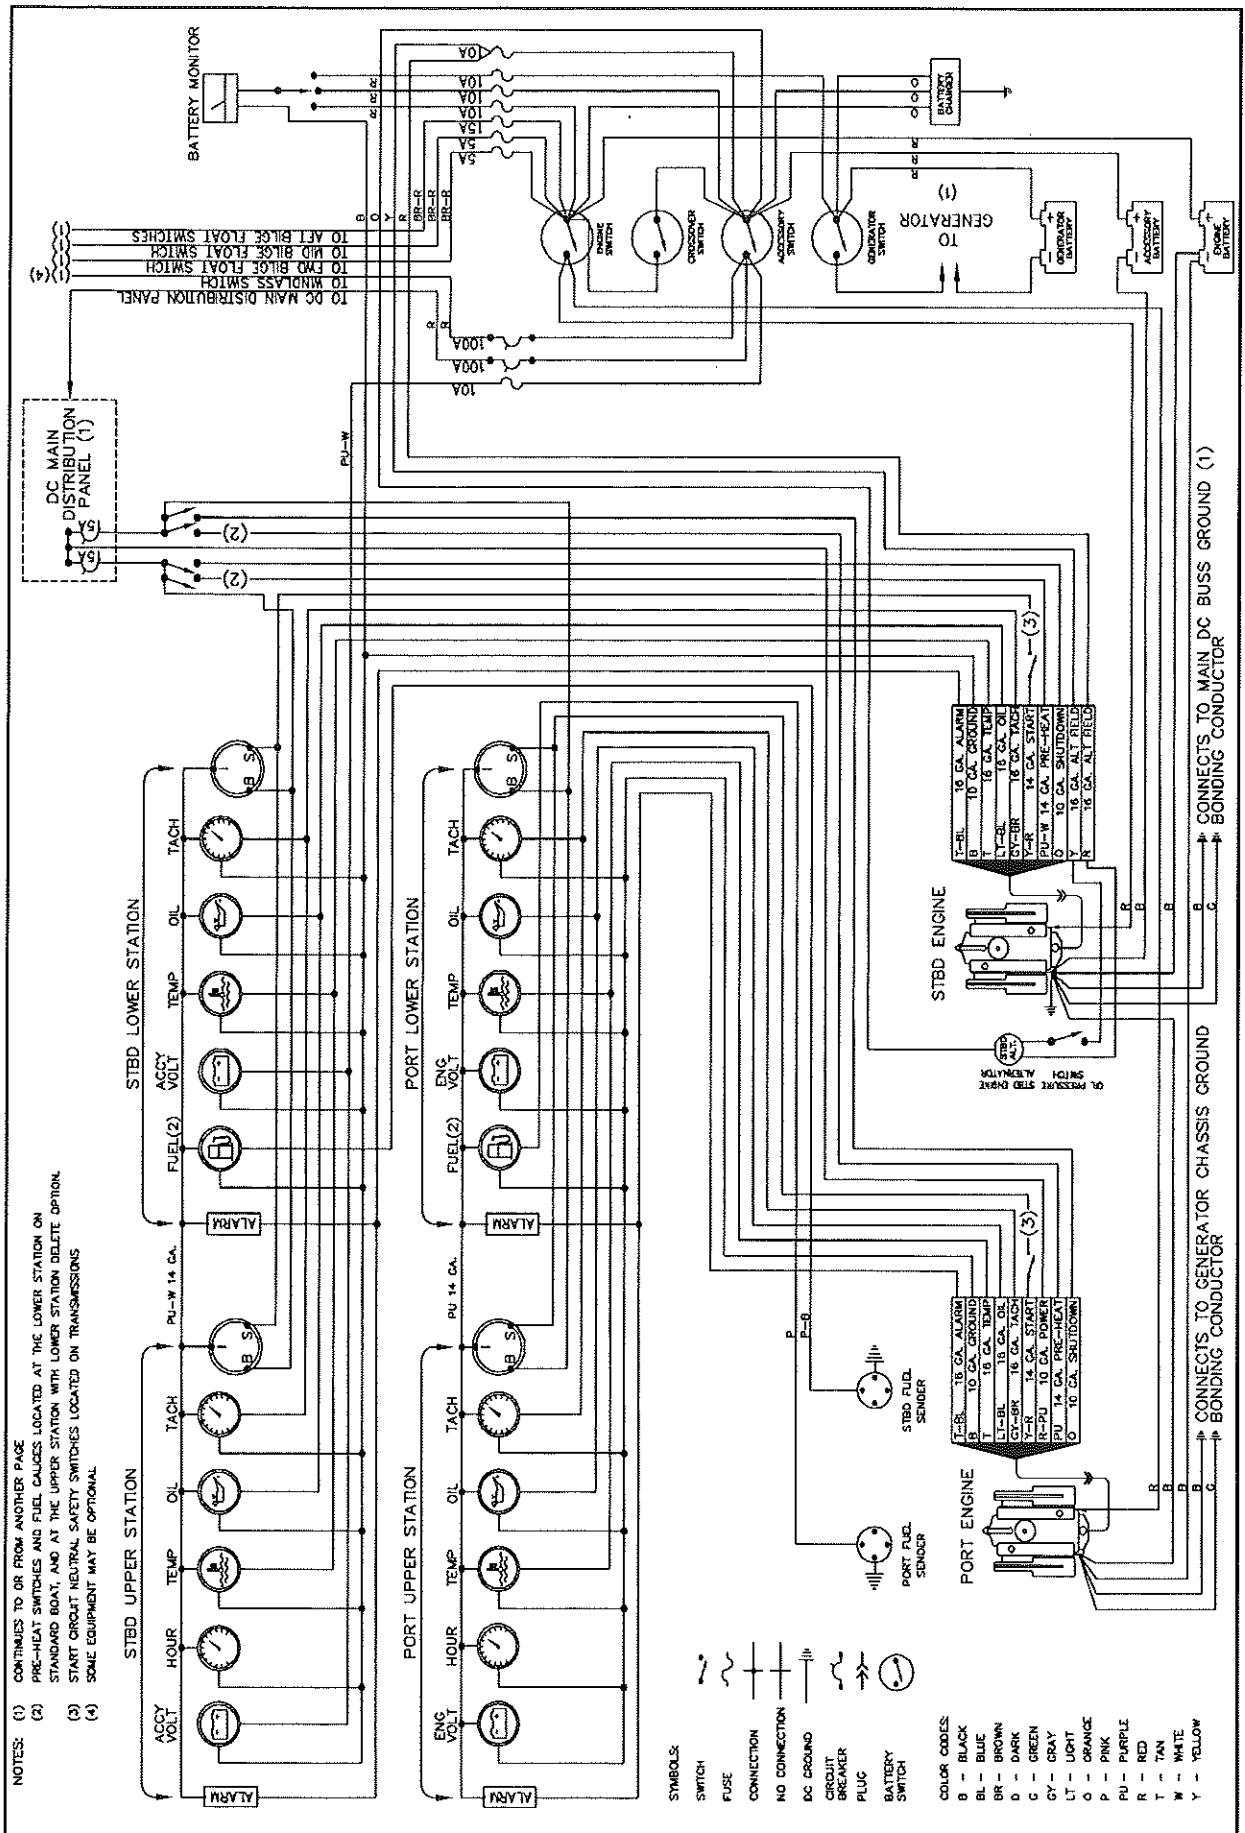 NOTES: (1) CONTINUES TO OR FROM ANOTHER PAGE
(2) PRE-HEAT SWITCHES AND FUEL GAUGES LOCATED AT THE LOWER STATION ON
STANDARD BOAT, AND AT THE UPPER STATION WITH LOWER STATION DELETE OPTION.
(3) START CIRCUIT NEUTRAL SAFETY SWITCHES LOCATED ON TRANSMISSIONS
(4) SOME EQUIPMENT MAY BE OPTIONAL
STBD UPPER STATION
ALARM
ACCY
VOLT
HOUR
TEMP
OIL
TACH
B
S
I
PU-W 14 GA.
STBD LOWER STATION
ALARM
FUEL(2)
ACCY
VOLT
TEMP
OIL
TACH
B
S
I
PORT UPPER STATION
ALARM
ENG
VOLT
HOUR
TEMP
OIL
TACH
B
S
I
PU 14 GA.
PORT LOWER STATION
ALARM
FUEL(2)
ENG
VOLT
TEMP
OIL
TACH
B
S
I
DC MAIN
DISTRIBUTION
PANEL (1)
15A
15A
(2)
(2)
PU-W
BATTERY MONITOR
(1) TO AFT BILGE FLOAT SWITCHES
(1) TO MID BILGE FLOAT SWITCH
(1) TO FWD BILGE FLOAT SWITCH
(1)(4) TO WINDLASS SWITCH
TO DC MAIN DISTRIBUTION PANEL
B
O
Y
R
BR-R
BR-R
BR-R
R
R
R
R
R
10A
10A
10A
15A
5A
5A
100A
100A
10A
ENGINE
SWITCH
CROSSOVER
SWITCH
ACCESSORY
SWITCH
GENERATOR
SWITCH
O
O
O
BATTERY
CHARGER
R
R
R
TO
GENERATOR
(1)
GENERATOR
BATTERY
- +
ACCESSORY
BATTERY
- +
ENGINE
BATTERY
- +
STBD ENGINE
T-BL 16 GA. ALARM
B 10 GA. GROUND
T 16 GA. TEMP
LT-BL 16 GA. OIL
GY-BR 16 GA. TACH
Y-R 14 GA. START
PU-W 14 GA. PRE-HEAT
O 10 GA. SHUTDOWN
Y 16 GA. ALT FIELD
R 16 GA. ALT FIELD
(3)
STBD
ALT.
STBD ENGINE
ALTERNATOR
OIL PRESSURE
SWITCH
R
B
B
B
G
CONNECTS TO MAIN DC BUSS GROUND (1)
BONDING CONDUCTOR
PORT ENGINE
T-BL 16 GA. ALARM
B 10 GA. GROUND
T 16 GA. TEMP
LT-BL 16 GA. OIL
GY-BR 16 GA. TACH
Y-R 14 GA. START
R-PU 10 GA. POWER
PU 14 GA. PRE-HEAT
O 10 GA. SHUTDOWN
(3)
P
P-B
STBD FUEL
SENDER
PORT FUEL
SENDER
R
B
B
B
G
CONNECTS TO GENERATOR CHASSIS GROUND
BONDING CONDUCTOR
SYMBOLS:
SWITCH
FUSE
CONNECTION
NO CONNECTION
DC GROUND
CIRCUIT
BREAKER
PLUG
BATTERY
SWITCH
COLOR CODES:
B - BLACK
BL - BLUE
BR - BROWN
D - DARK
G - GREEN
GY - GRAY
LT - LIGHT
O - ORANGE
P - PINK
PU - PURPLE
R - RED
T - TAN
W - WHITE
Y - YELLOW